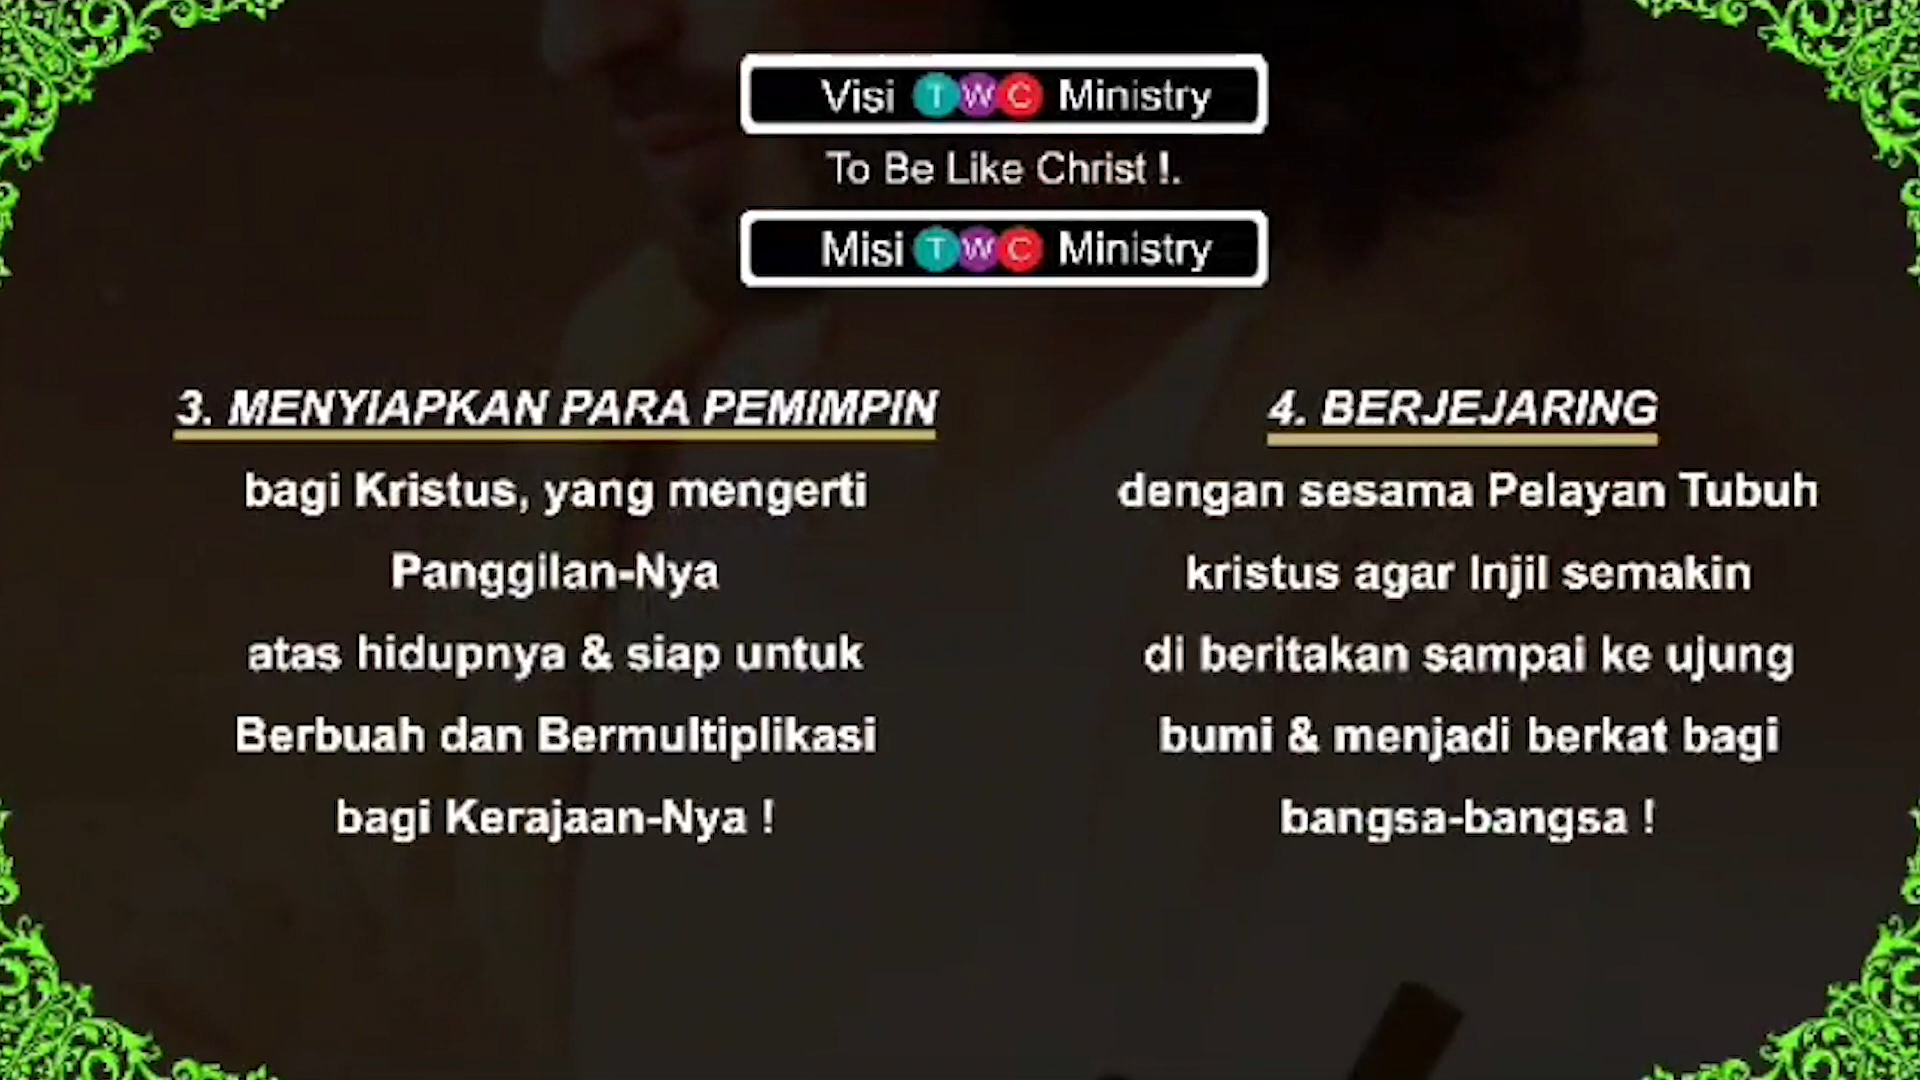 Visi TWC Ministry
To Be Like Christ !.
Misi TWC Ministry
3. MENYIAPKAN PARA PEMIMPIN
bagi Kristus, yang mengerti
Panggilan-Nya
atas hidupnya & siap untuk
Berbuah dan Bermultiplikasi
bagi Kerajaan-Nya !
4. BERJEJARING
dengan sesama Pelayan Tubuh
kristus agar Injil semakin
di beritakan sampai ke ujung
bumi & menjadi berkat bagi
bangsa-bangsa !